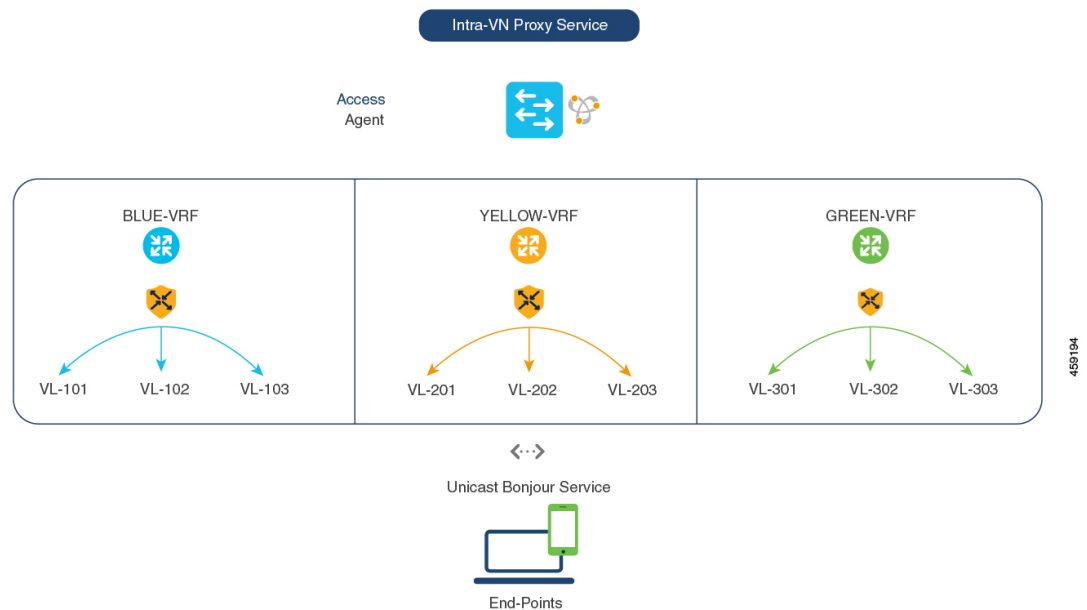 Intra-VN Proxy Service
Access
Agent
BLUE-VRF
YELLOW-VRF
GREEN-VRF
VL-101
VL-102
VL-103
VL-201
VL-202
VL-203
VL-301
VL-302
VL-303
459194
Unicast Bonjour Service
End-Points